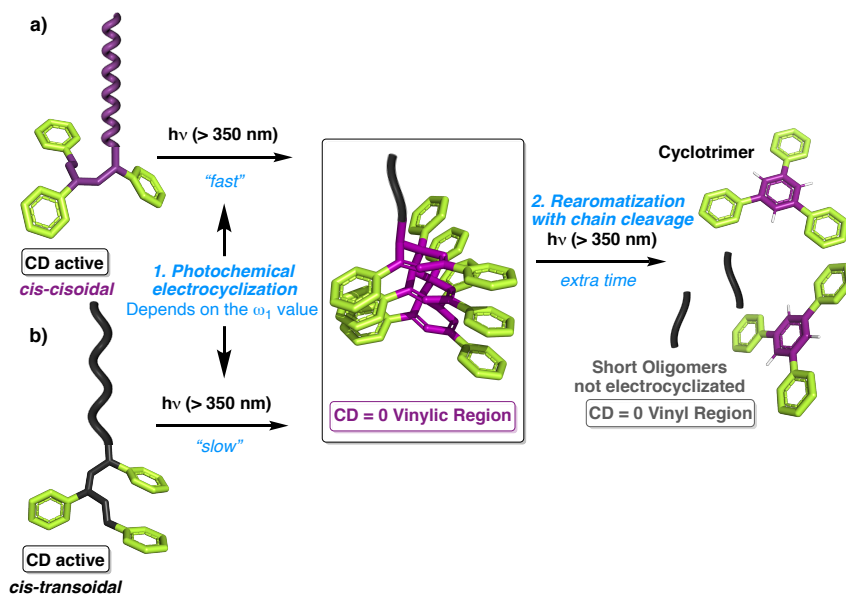 a)
hν (> 350 nm)
“fast”
CD active
cis-cisoidal
1. Photochemical
electrocyclization
Depends on the ω₁ value
b)
hν (> 350 nm)
“slow”
CD active
cis-transoidal
CD = 0 Vinylic Region
2. Rearomatization
with chain cleavage
hν (> 350 nm)
extra time
Cyclotrimer
Short Oligomers
not electrocyclizated
CD = 0 Vinyl Region